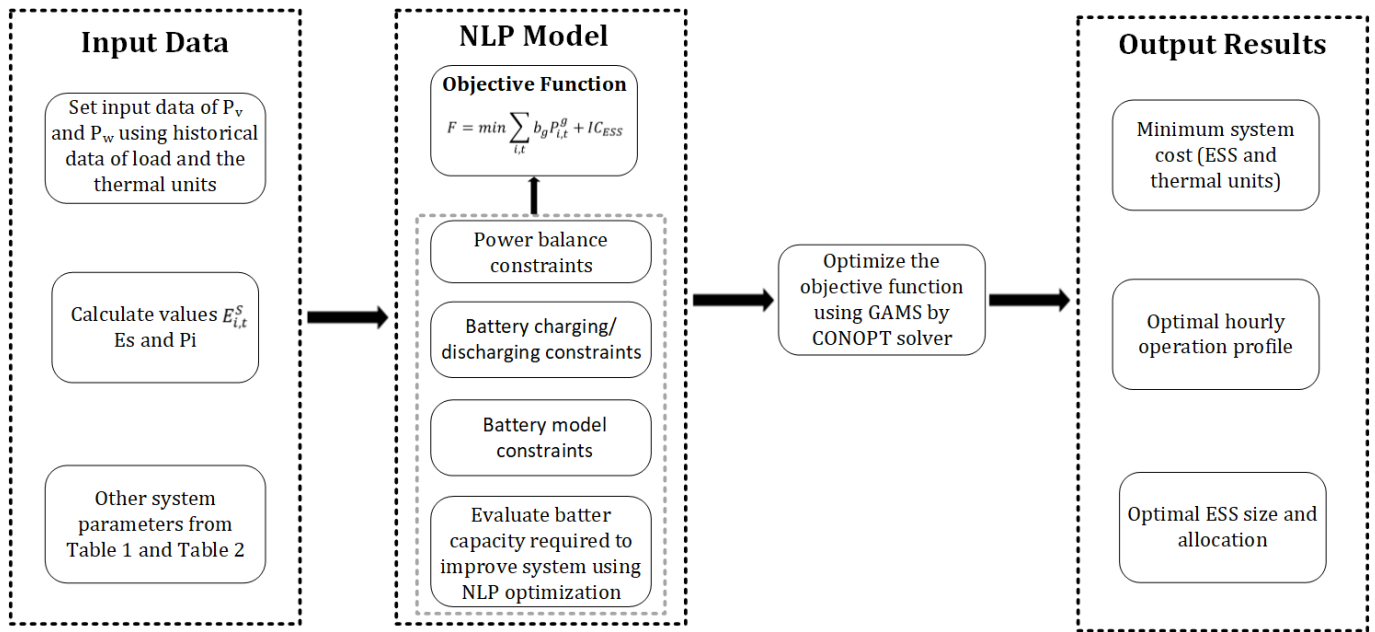 Input Data
Set input data of P_v
and P_w using historical
data of load and the
thermal units
Calculate values E^S_{i,t}
Es and Pi
Other system
parameters from
Table 1 and Table 2
NLP Model
Objective Function
F = min ∑_{i,t} b_g P^g_{i,t} + IC_{ESS}
Power balance
constraints
Battery charging/
discharging constraints
Battery model
constraints
Evaluate batter
capacity required to
improve system using
NLP optimization
Optimize the
objective function
using GAMS by
CONOPT solver
Output Results
Minimum system
cost (ESS and
thermal units)
Optimal hourly
operation profile
Optimal ESS size and
allocation